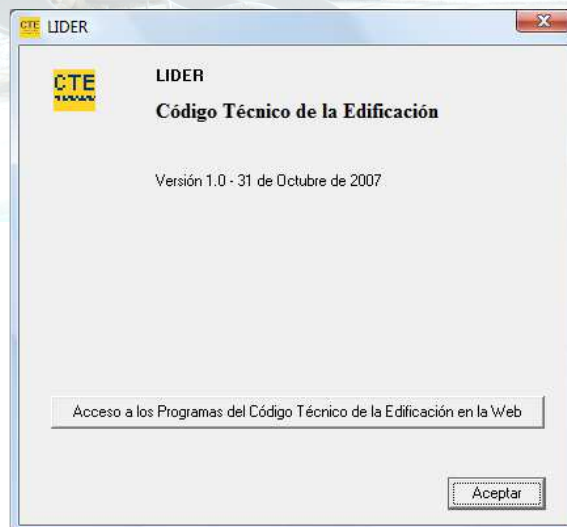 CTE LIDER
CTE
LIDER
Código Técnico de la Edificación
Versión 1.0 - 31 de Octubre de 2007
Acceso a los Programas del Código Técnico de la Edificación en la Web
Aceptar